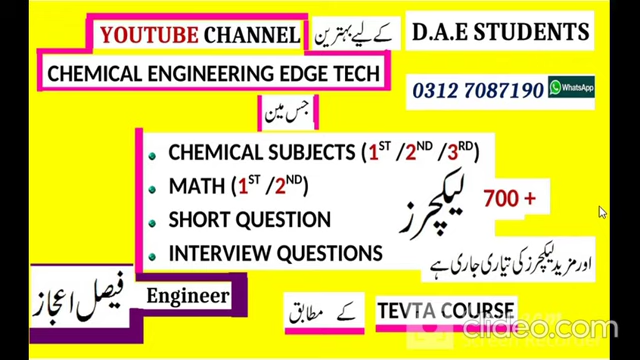 D.A.E STUDENTS کے لیے بہترین YOUTUBE CHANNEL
CHEMICAL ENGINEERING EDGE TECH
0312 7087190 WhatsApp
جس مین
CHEMICAL SUBJECTS (1ST /2ND /3RD)
MATH (1ST /2ND)
SHORT QUESTION
INTERVIEW QUESTIONS
700 + لیکچرز
اور مزید لیکچرز کی تیاری جاری ہے
Engineer فیصل اعجاز
TEVTA COURSE کے مطابق
clideo.com